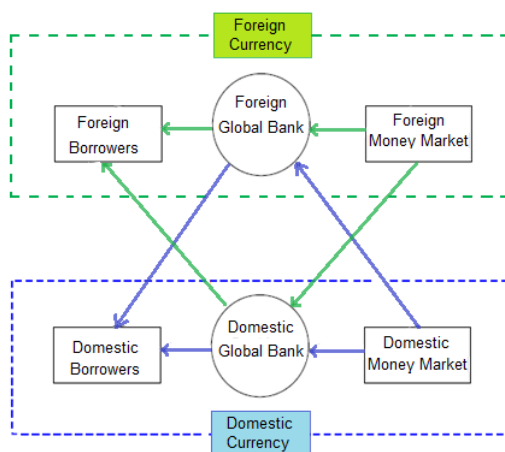 Foreign
Currency
Foreign
Borrowers
Foreign
Global Bank
Foreign
Money Market
Domestic
Borrowers
Domestic
Global Bank
Domestic
Money Market
Domestic
Currency